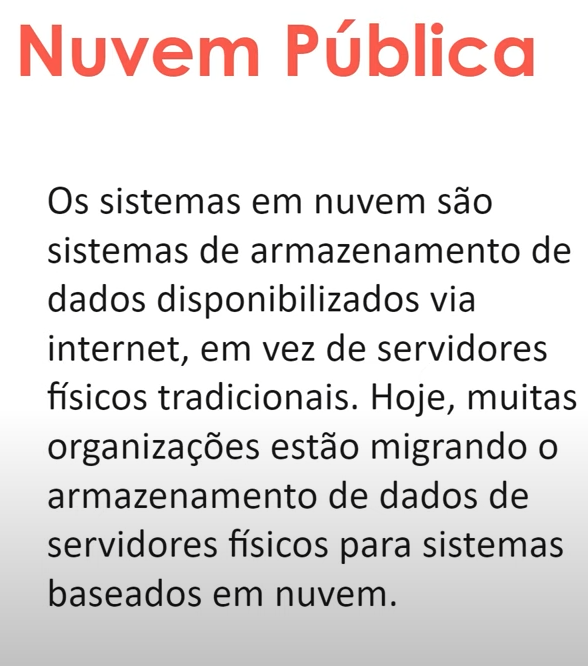 Nuvem Pública
Os sistemas em nuvem são
sistemas de armazenamento de
dados disponibilizados via
internet, em vez de servidores
físicos tradicionais. Hoje, muitas
organizações estão migrando o
armazenamento de dados de
servidores físicos para sistemas
baseados em nuvem.